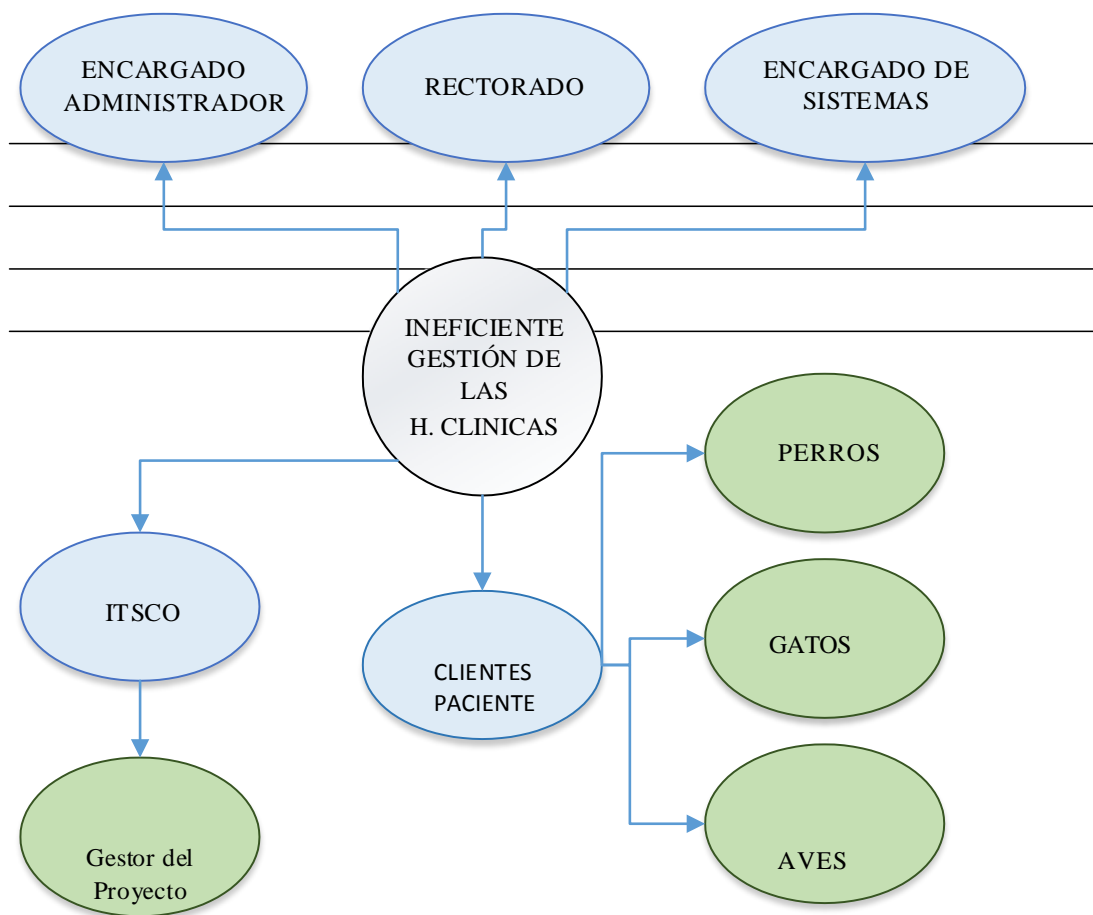 ENCARGADO
ADMINISTRADOR
RECTORADO
ENCARGADO DE
SISTEMAS
INEFICIENTE
GESTIÓN DE
LAS
H. CLINICAS
PERROS
ITSCO
GATOS
CLIENTES
PACIENTE
Gestor del
Proyecto
AVES